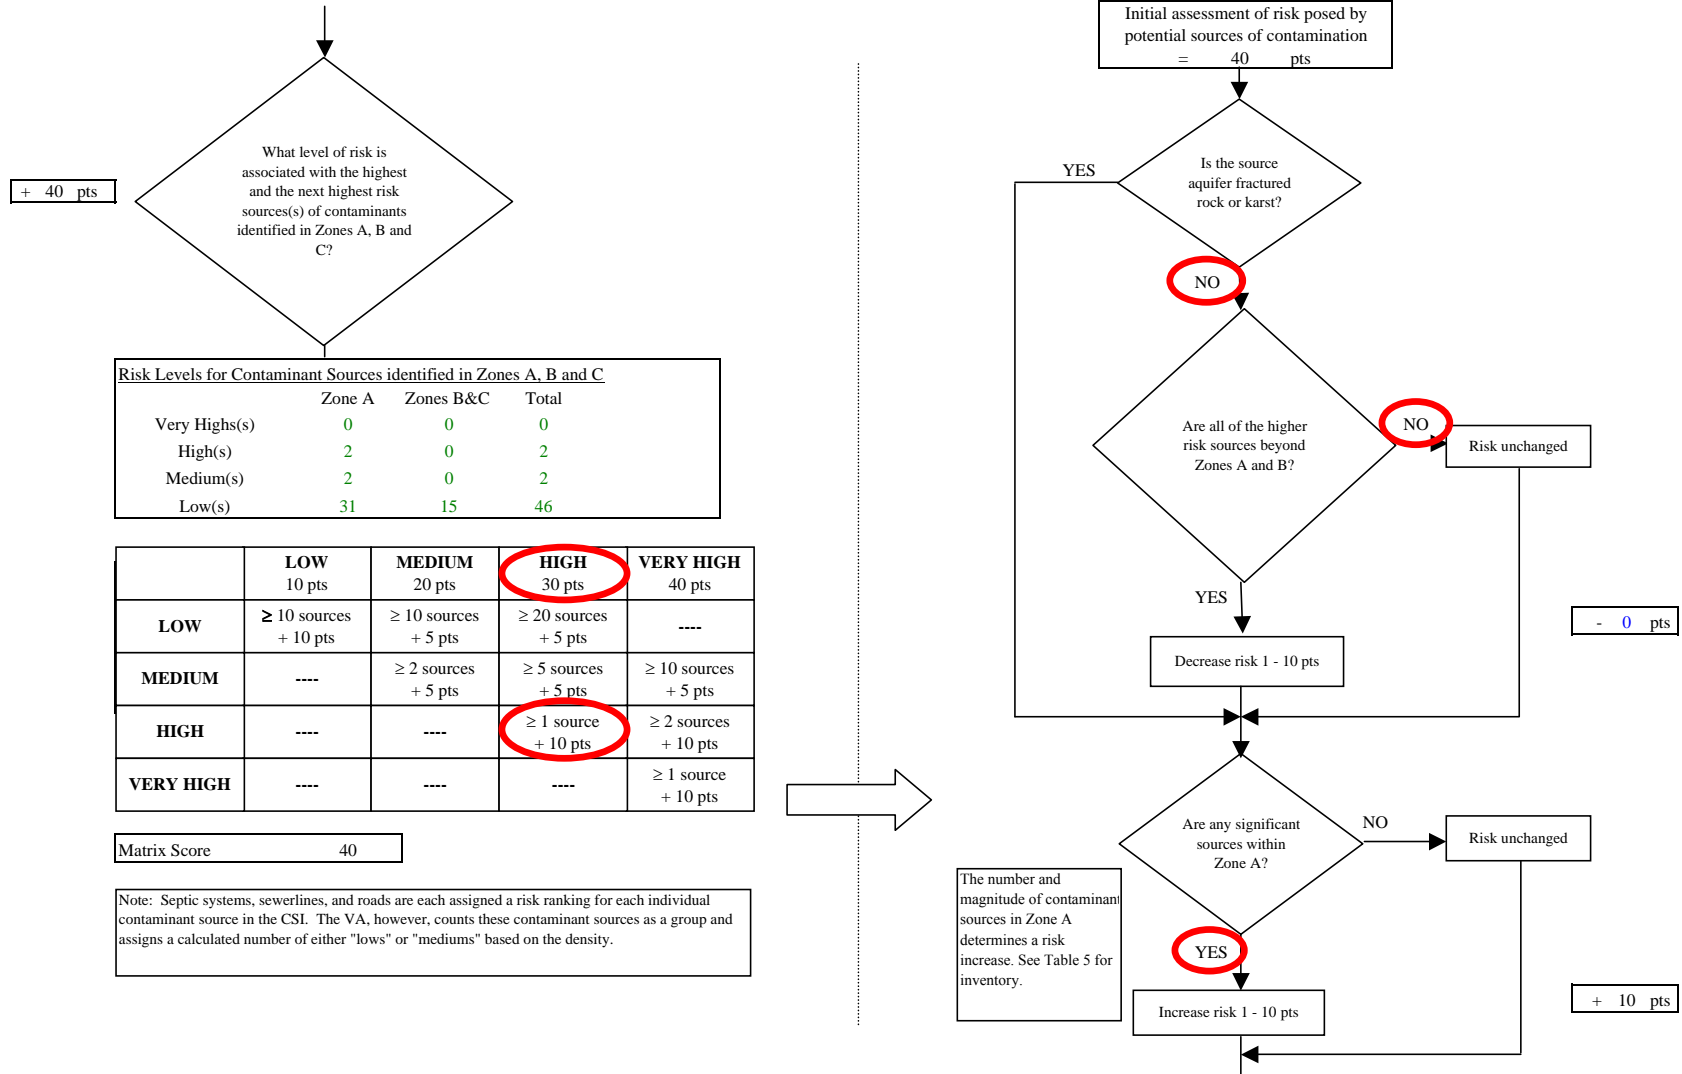 What level of risk is
associated with the highest
and the next highest risk
sources(s) of contaminants
identified in Zones A, B and
C?
+ 40 pts
Risk Levels for Contaminant Sources identified in Zones A, B and C
Zone A Zones B&C Total
Very Highs(s) 0 0 0
High(s) 2 0 2
Medium(s) 2 0 2
Low(s) 31 15 46
LOW MEDIUM HIGH VERY HIGH
10 pts 20 pts 30 pts 40 pts
LOW ≥ 10 sources ≥ 10 sources ≥ 20 sources ----
+ 10 pts + 5 pts + 5 pts
MEDIUM ---- ≥ 2 sources ≥ 5 sources ≥ 10 sources
+ 5 pts + 5 pts + 5 pts
HIGH ---- ---- ≥ 1 source ≥ 2 sources
+ 10 pts + 10 pts
VERY HIGH ---- ---- ---- ≥ 1 source
+ 10 pts
Matrix Score 40
Note: Septic systems, sewerlines, and roads are each assigned a risk ranking for each individual
contaminant source in the CSI. The VA, however, counts these contaminant sources as a group and
assigns a calculated number of either "lows" or "mediums" based on the density.
Initial assessment of risk posed by
potential sources of contamination
= 40 pts
YES
Is the source
aquifer fractured
rock or karst?
NO
Are all of the higher
risk sources beyond
Zones A and B?
NO
Risk unchanged
YES
- 0 pts
Decrease risk 1 - 10 pts
Are any significant
sources within
Zone A?
NO
Risk unchanged
The number and
magnitude of contaminant
sources in Zone A
determines a risk
increase. See Table 5 for
inventory.
YES
+ 10 pts
Increase risk 1 - 10 pts